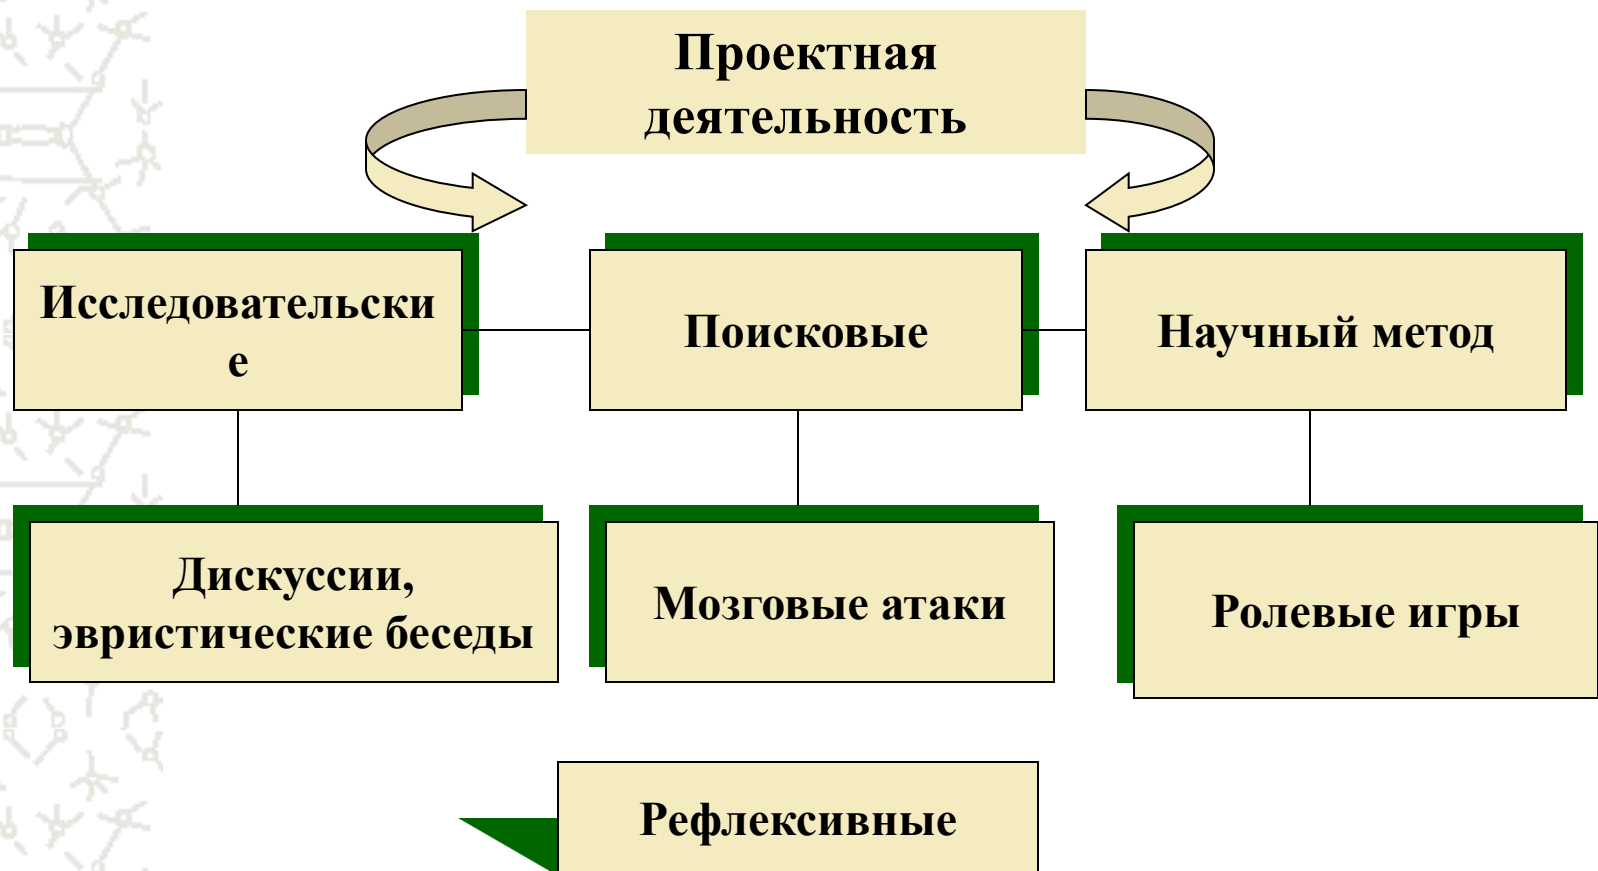 Проектная
деятельность
Исследовательски
е
Поисковые
Научный метод
Дискуссии,
эвристические беседы
Мозговые атаки
Ролевые игры
Рефлексивные